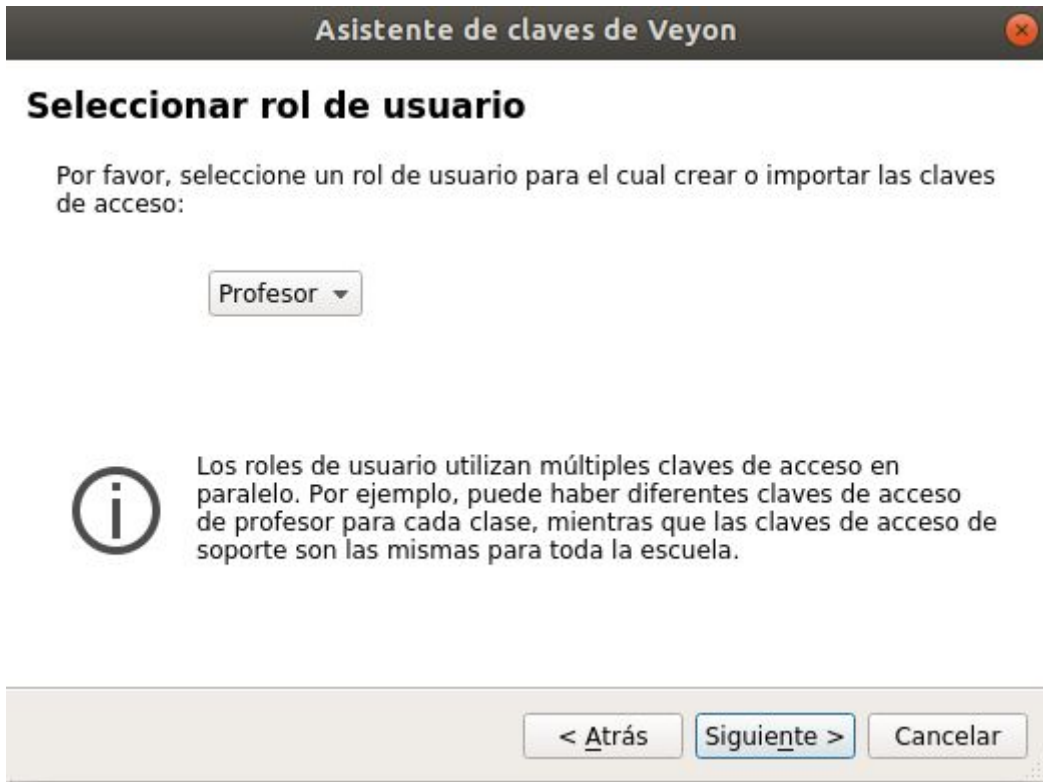 Asistente de claves de Veyon
Seleccionar rol de usuario
Por favor, seleccione un rol de usuario para el cual crear o importar las claves
de acceso:
Profesor
Los roles de usuario utilizan múltiples claves de acceso en
paralelo. Por ejemplo, puede haber diferentes claves de acceso
de profesor para cada clase, mientras que las claves de acceso de
soporte son las mismas para toda la escuela.
< Atrás Siguiente > Cancelar